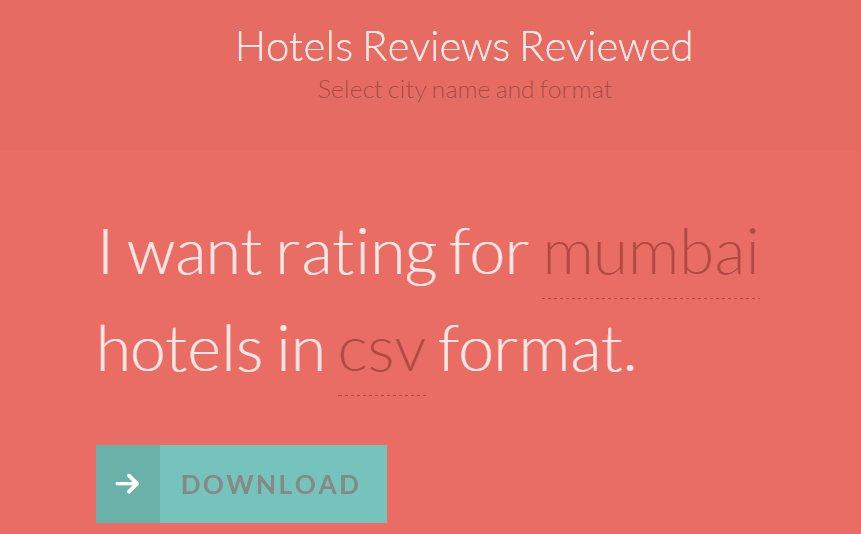 Hotels Reviews Reviewed
Select city name and format
I want rating for mumbai
hotels in csv format.
DOWNLOAD